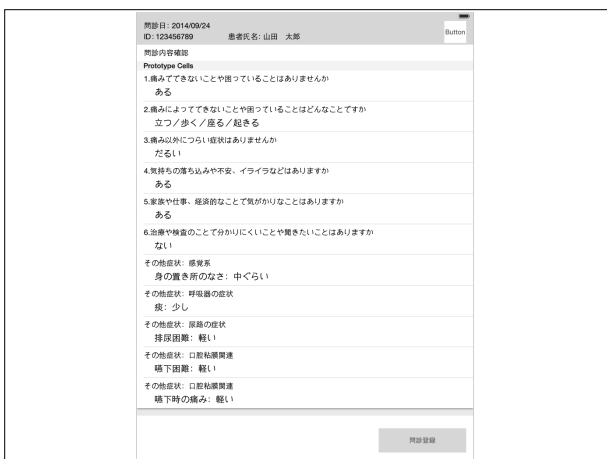 問診日: 2014/09/24
ID: 123456789 患者氏名: 山田 太郎
Button
問診内容確認
Prototype Cells
1.痛みでできないことや困っていることはありませんか
ある
2.痛みによってできないことや困っていることはどんなことですか
立つ／歩く／座る／起きる
3.痛み以外につらい症状はありませんか
だるい
4.気持ちの落ち込みや不安、イライラなどはありますか
ある
5.家族や仕事、経済的なことで気がかりなことはありますか
ある
6.治療や検査のことで分かりにくいことや聞きたいことはありますか
ない
その他症状: 感覚系
身の置き所のなさ: 中ぐらい
その他症状: 呼吸器の症状
痰: 少し
その他症状: 尿路の症状
排尿困難: 軽い
その他症状: 口腔粘膜関連
嚥下困難: 軽い
その他症状: 口腔粘膜関連
嚥下時の痛み: 軽い
問診登録